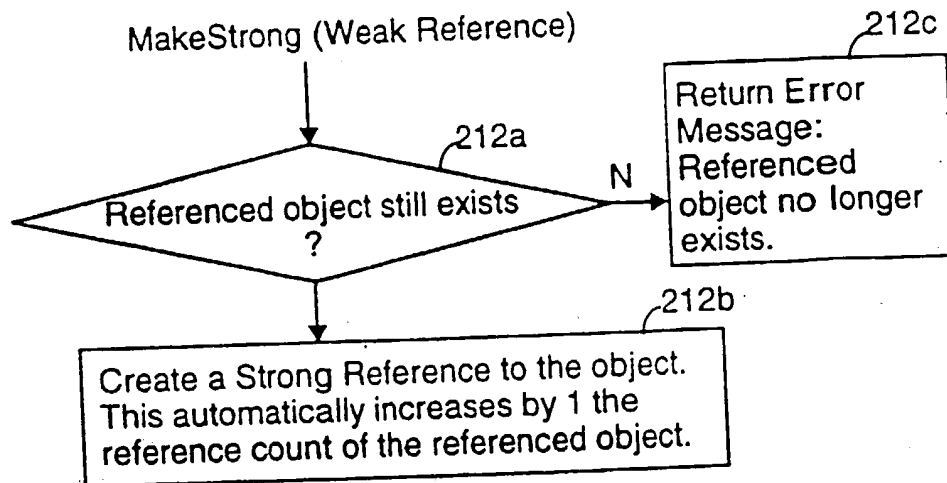 MakeStrong (Weak Reference)
212c
Return Error
Message:
Referenced
object no longer
exists.
212a
N
Referenced object still exists
?
212b
Create a Strong Reference to the object.
This automatically increases by 1 the
reference count of the referenced object.